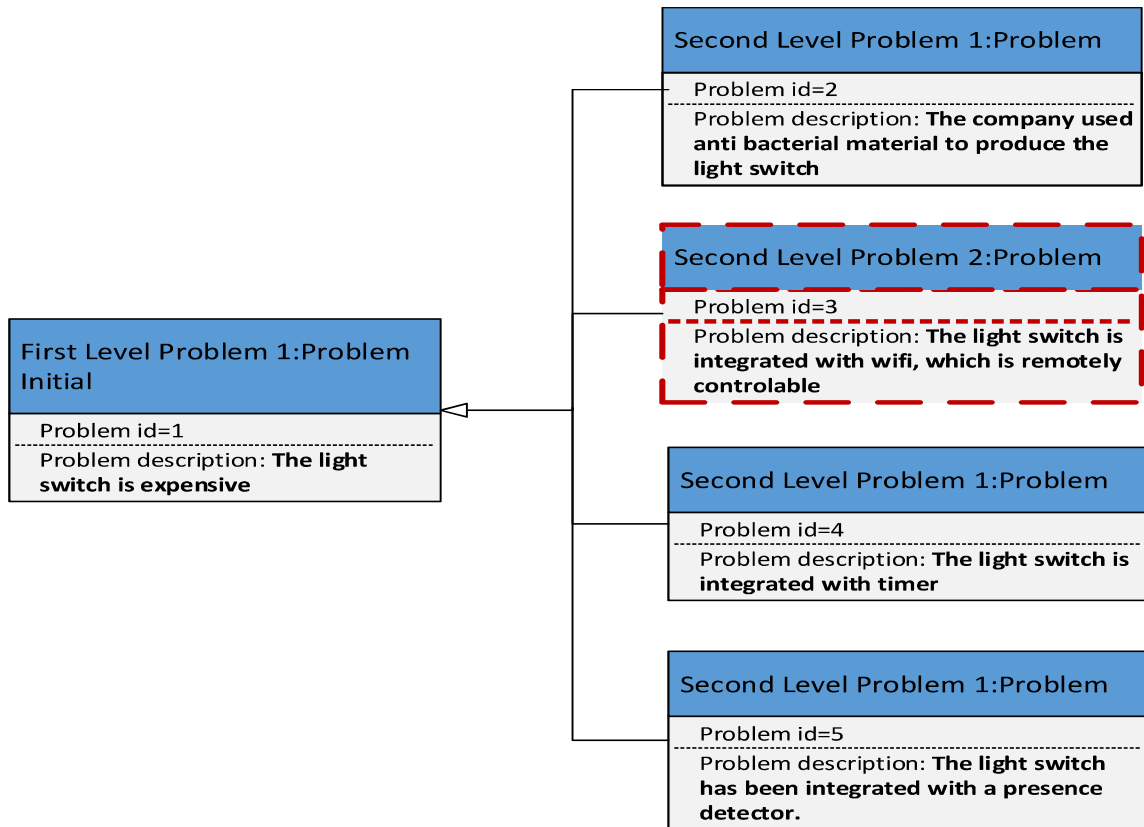 Second Level Problem 1:Problem
Problem id=2
Problem description: The company used
anti bacterial material to produce the
light switch
Second Level Problem 2:Problem
Problem id=3
Problem description: The light switch is
integrated with wifi, which is remotely
controlable
First Level Problem 1:Problem
Initial
Problem id=1
Problem description: The light
switch is expensive
Second Level Problem 1:Problem
Problem id=4
Problem description: The light switch is
integrated with timer
Second Level Problem 1:Problem
Problem id=5
Problem description: The light switch
has been integrated with a presence
detector.